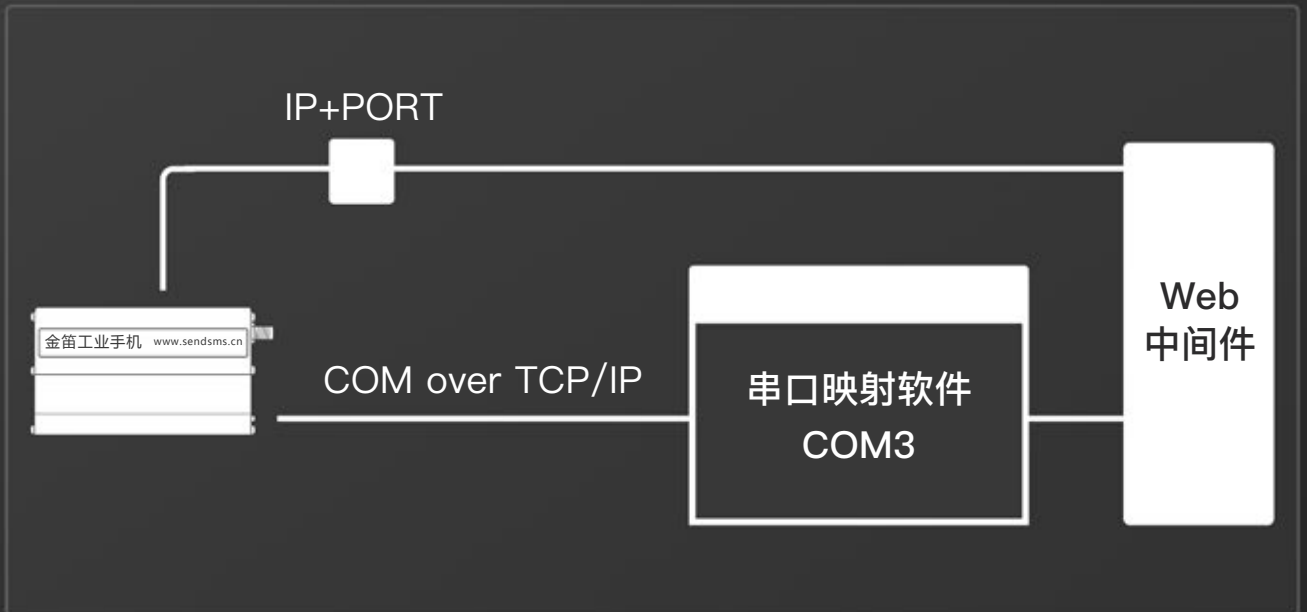 IP+PORT
金笛工业手机 www.sendsms.cn
COM over TCP/IP
串口映射软件
COM3
Web
中间件